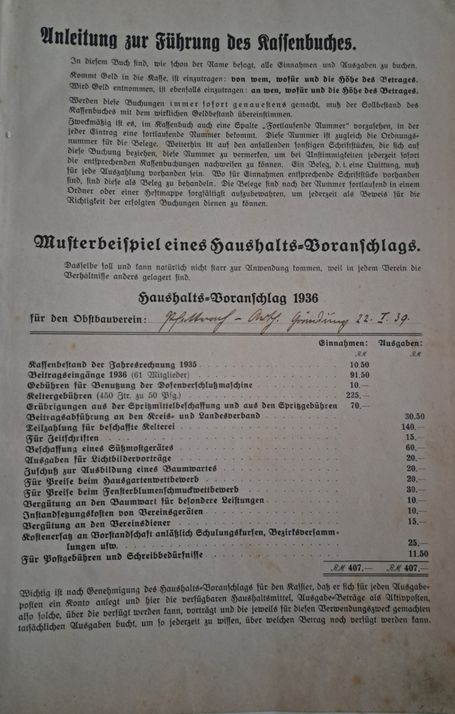 Anleitung zur Führung des Kassenbuches.
In diesem Buch sind, wie schon der Name besagt, alle Einnahmen und Ausgaben zu buchen.
Kommt Geld in die Kasse, ist einzutragen: von wem, wofür und die Höhe des Betrages.
Wird Geld entnommen, ist ebenfalls einzutragen: an wen, wofür und die Höhe des Betrages.
Werden diese Buchungen immer sofort genauestens gemacht, muß der Sollbestand des
Kassenbuches mit dem wirklichen Geldbestand übereinstimmen.
Zweckmäßig ist es, im Kassenbuch auch eine Spalte „Fortlaufende Nummer" vorzusehen, in der
jeder Eintrag eine fortlaufende Nummer bekommt. Diese Nummer ist zugleich die Ordnungs-
nummer für die Belege. Weiterhin ist auf den anfallenden sonstigen Schriftstücken, die sich auf
diese Buchung beziehen, diese Nummer zu vermerken, um bei Unstimmigkeiten jederzeit sofort
die entsprechenden Kassenbuchungen nachweisen zu können. Ein Beleg, d. i. eine Quittung, muß
für jede Auszahlung vorhanden sein. Wo für Einnahmen entsprechende Schriftstücke vorhanden
sind, sind diese als Beleg zu behandeln. Die Belege sind nach der Nummer fortlaufend in einem
Ordner oder einer Heftmappe sorgfältigst aufzubewahren, um jederzeit als Beweis für die
Richtigkeit der erfolgten Buchungen dienen zu können.
Musterbeispiel eines Haushalts-Voranschlags.
Dasselbe soll und kann natürlich nicht starr zur Anwendung kommen, weil in jedem Verein die
Verhältnisse anders gelagert sind.
Haushalts-Voranschlag 1936
für den Obstbauverein: Gründung 22. I. 39.
Einnahmen: Ausgaben:
RM RM
Kassenbestand der Jahresrechnung 1935 10 50
Beitragseingänge 1936 (61 Mitglieder) 91.50
Gebühren für Benutzung der Dosenverschlußmaschine 10.—
Keltergebühren (450 Ztr. zu 50 Pfg.) 225.—
Erübrigungen aus der Spritzmittelbeschaffung und aus den Spritzgebühren 70.—
Beitragsabführung an den Kreis- und Landesverband 30.50
Teilzahlung für beschaffte Kelterei 140.—
Für Zeitschriften 15.—
Beschaffung eines Süßmostgerätes 60.—
Ausgaben für Lichtbildervorträge 20.—
Zuschuß zur Ausbildung eines Baumwartes 20.—
Für Preise beim Hausgartenwettbewerb 20.—
Für Preise beim Fensterblumenschmuckwettbewerb 30.—
Vergütung an den Baumwart für besondere Leistungen 10.—
Instandsetzungskosten von Vereinsgeräten 10.—
Vergütung an den Vereinsdiener 15.—
Kostenersatz an Vorstandschaft anläßlich Schulungskursen, Bezirksversamm-
lungen usw. 25.—
Für Postgebühren und Schreibbedürfnisse 11.50
RM 407.— RM 407.—
Wichtig ist nach Genehmigung des Haushalts-Voranschlags für den Kassier, daß er sich für jeden Ausgabe-
posten ein Konto anlegt und hier die verfügbaren Haushaltsmittel, Ausgabe-Beträge als Aktivposten,
also solche, über die verfügt werden kann, vorträgt und die jeweils für diesen Verwendungszweck gemachten
tatsächlichen Ausgaben bucht, um so jederzeit zu wissen, über welchen Betrag noch verfügt werden kann.